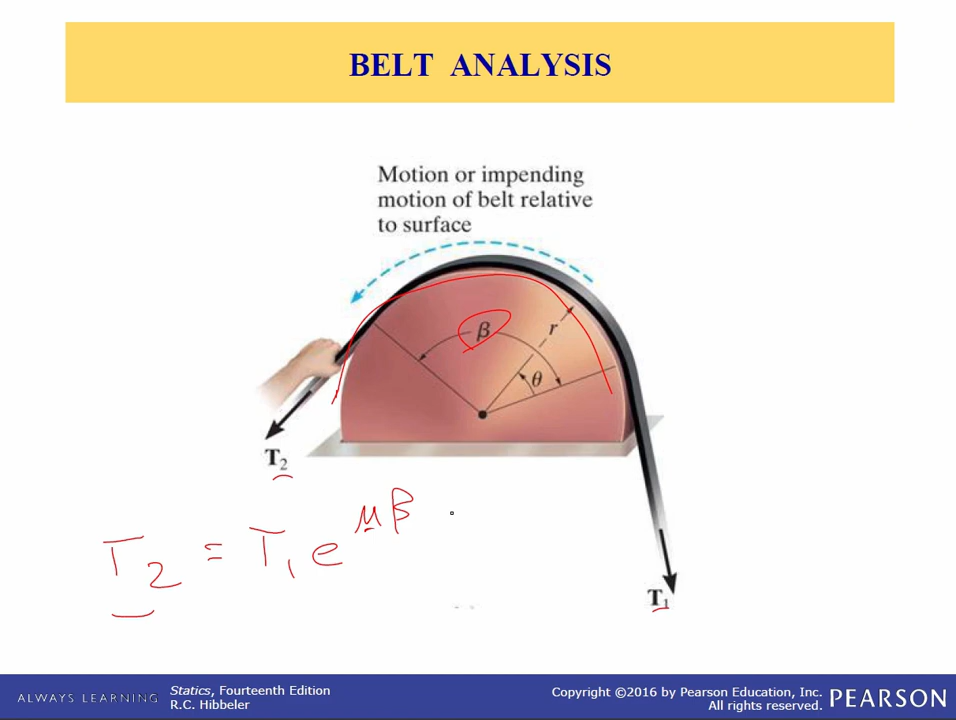 BELT ANALYSIS
Motion or impending
motion of belt relative
to surface
β
r
θ
T₂
T₂ = T₁e^μβ
T₁
ALWAYS LEARNING
Statics, Fourteenth Edition
R.C. Hibbeler
Copyright ©2016 by Pearson Education, Inc.
All rights reserved.
PEARSON